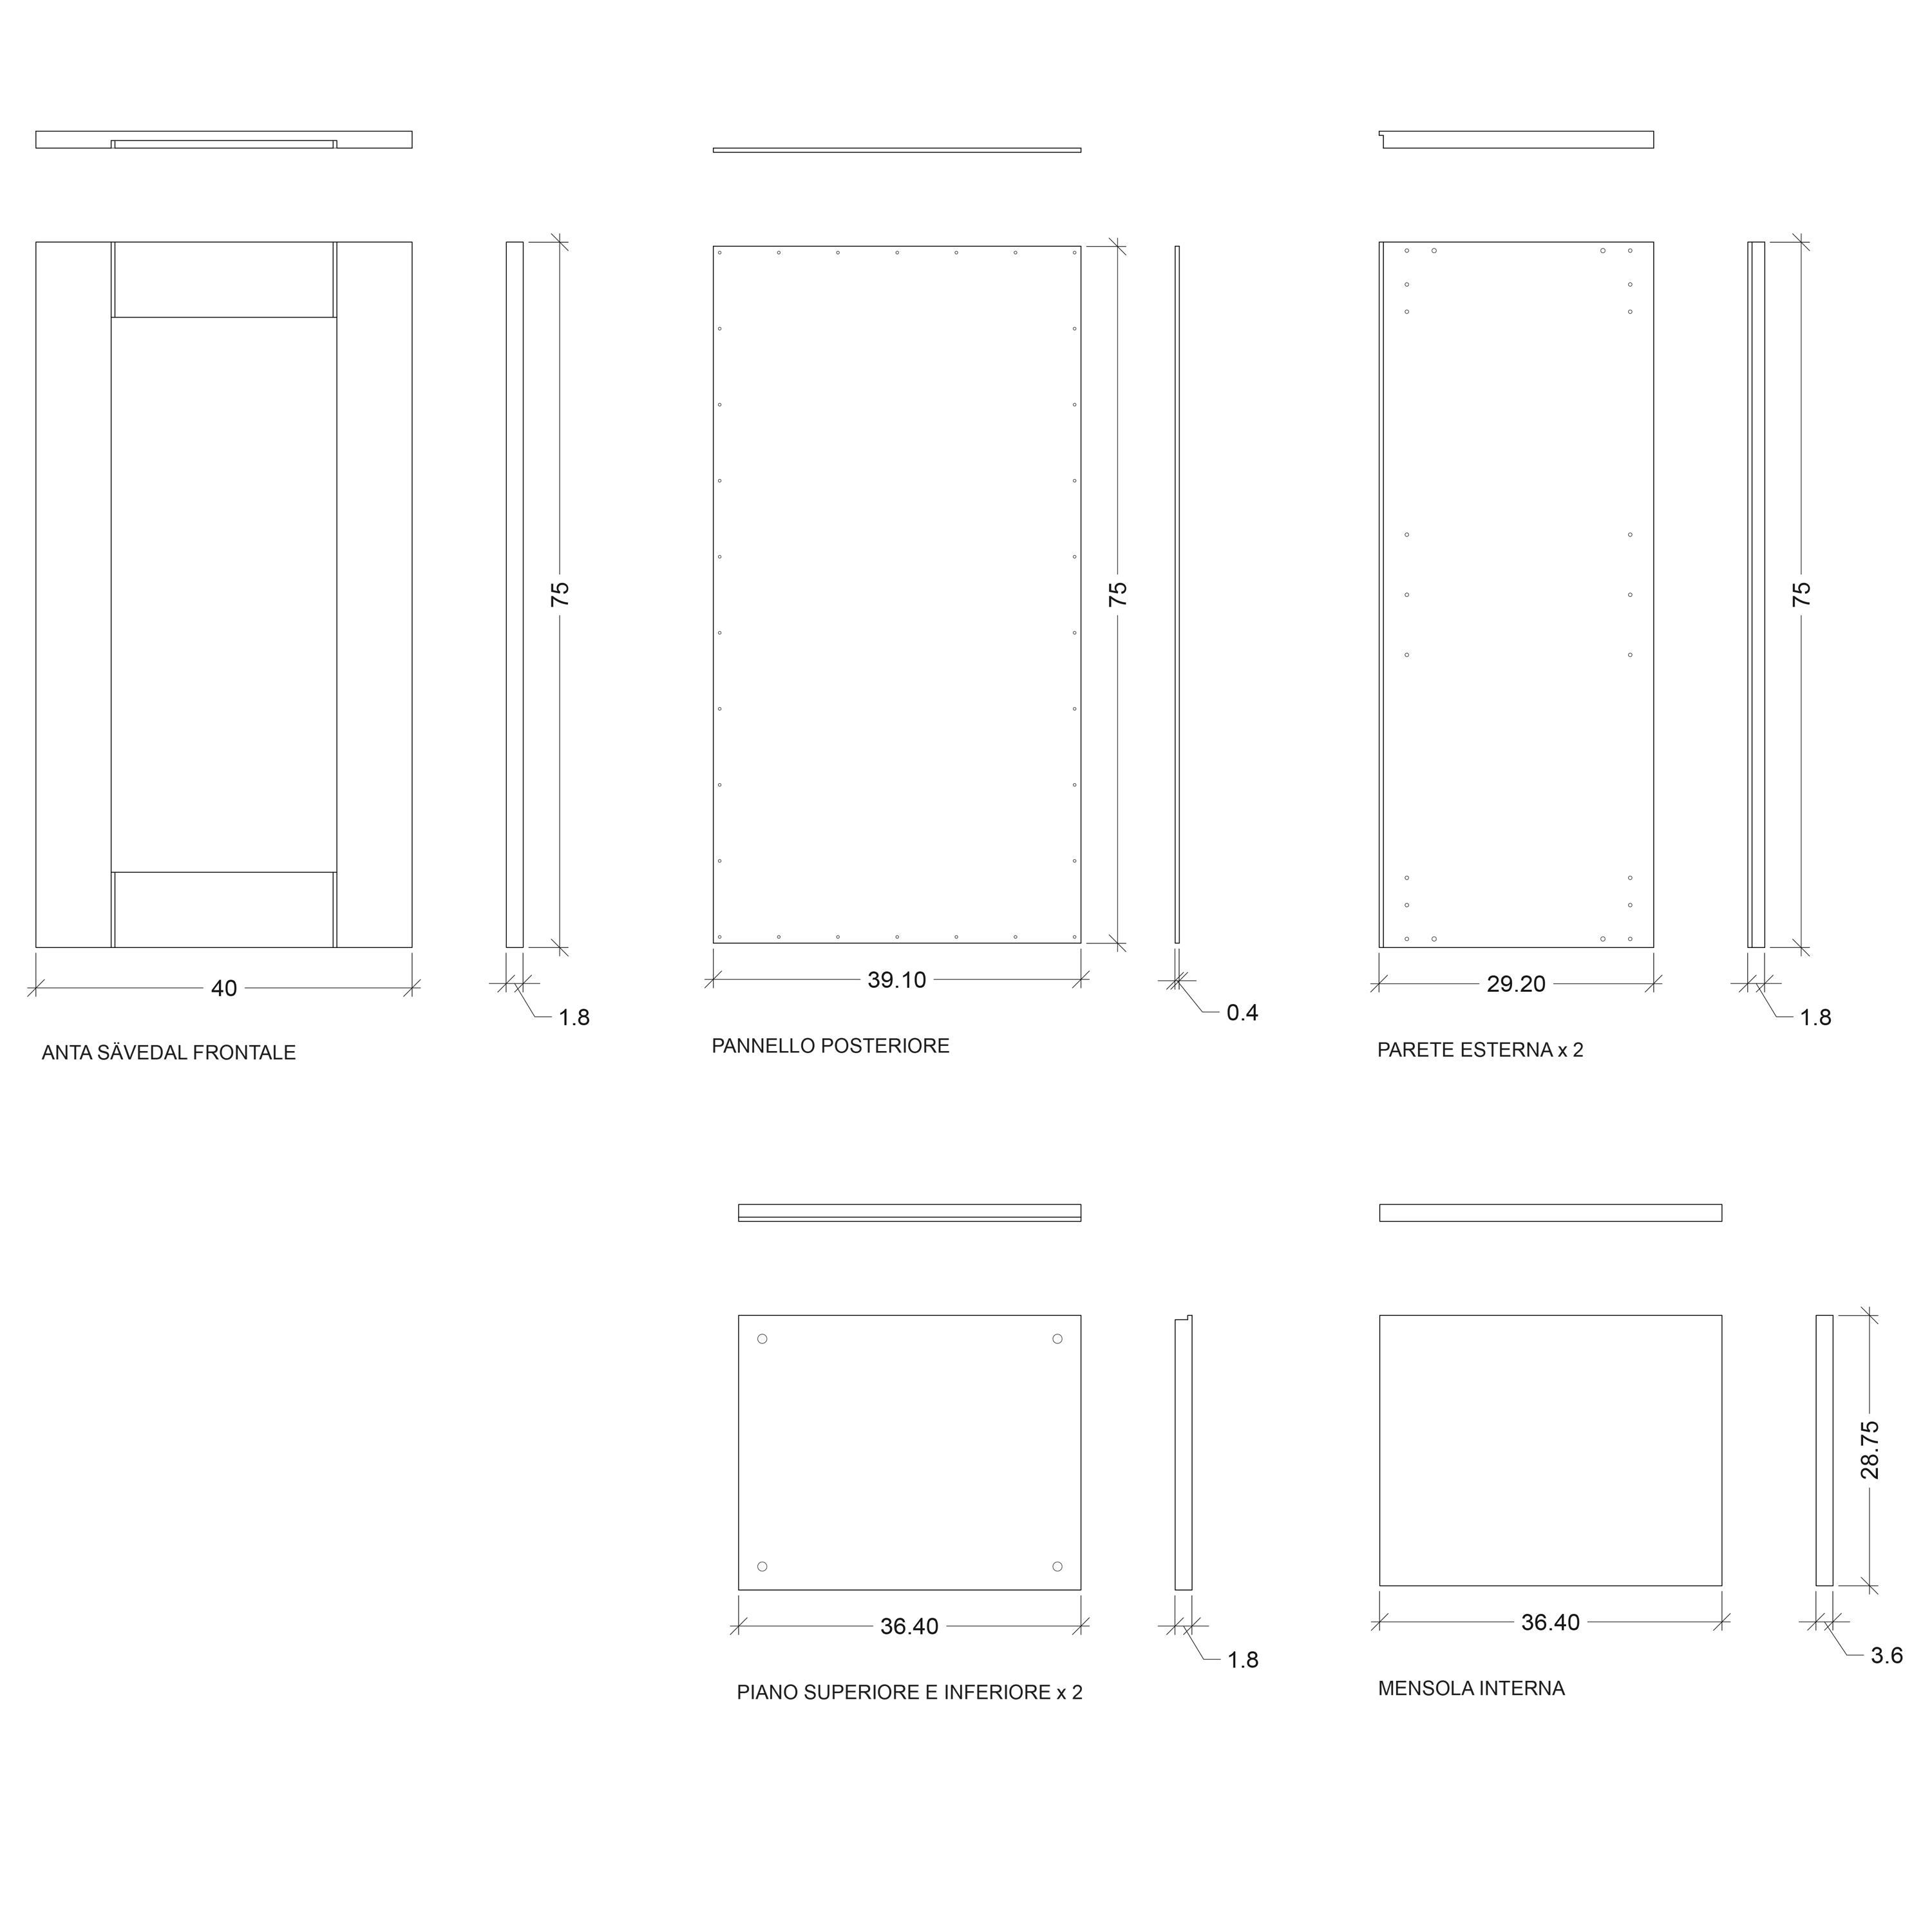 75
75
75
40
1.8
39.10
0.4
29.20
1.8
ANTA SÄVEDAL FRONTALE
PANNELLO POSTERIORE
PARETE ESTERNA x 2
28.75
36.40
1.8
36.40
3.6
PIANO SUPERIORE E INFERIORE x 2
MENSOLA INTERNA